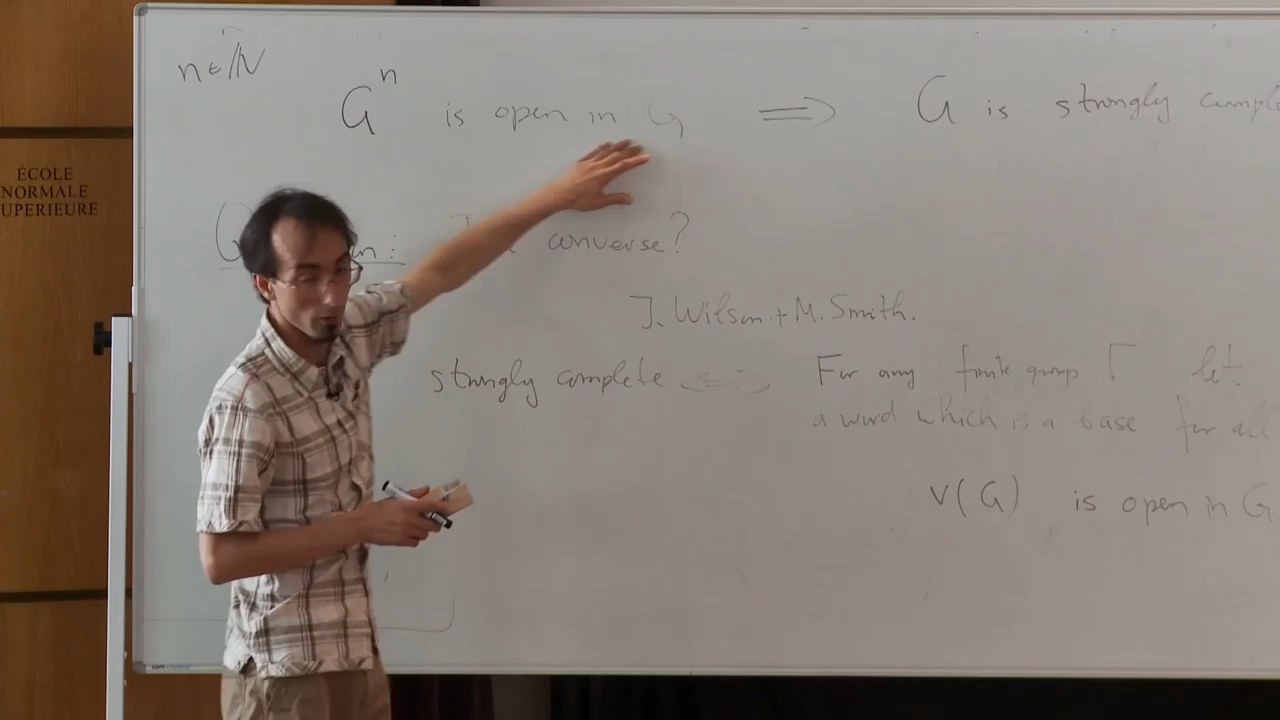 n ∈ ℕ
Gⁿ is open in G ⟹ G is strongly comple
ÉCOLE
NORMALE
UPERIEURE
converse?
J. Wilson + M. Smith.
strongly complete ⟺ For any finite group Γ let
a word which is a base for all
v(G) is open in G